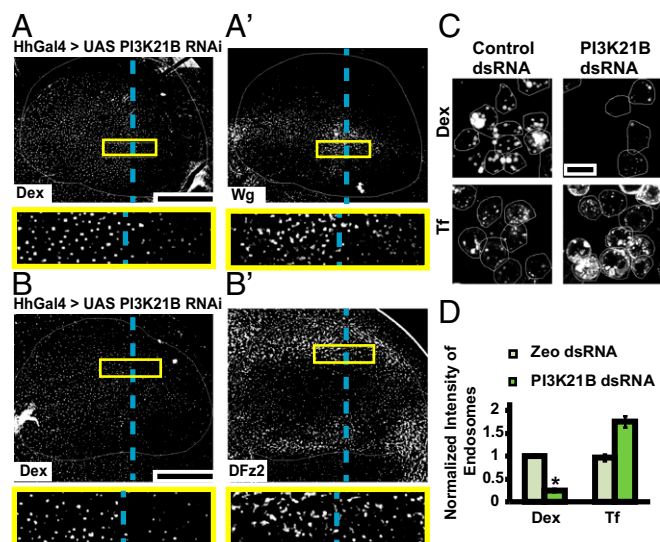 A
A'
HhGal4 > UAS PI3K21B RNAi
Dex
Wg
B
B'
HhGal4 > UAS PI3K21B RNAi
Dex
DFz2
C
Control dsRNA
PI3K21B dsRNA
Dex
Tf
D
Zeo dsRNA
PI3K21B dsRNA
Normalized Intensity of
Endosomes
2
1.5
1
0.5
0
*
Dex
Tf